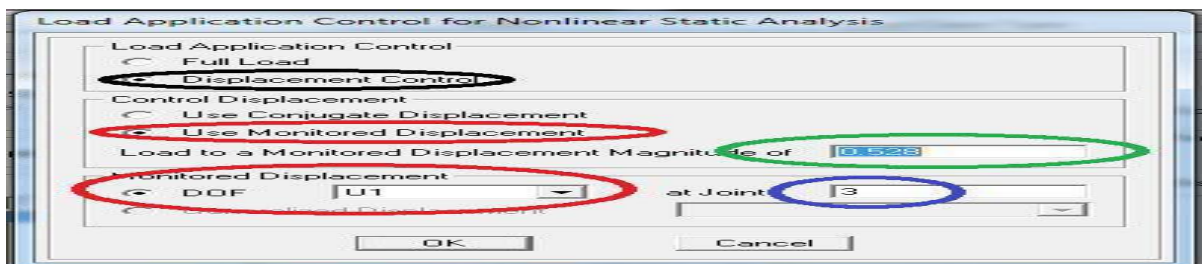 Load Application Control for Nonlinear Static Analysis
Load Application Control
Full Load
Displacement Control
Control Displacement
Use Conjugate Displacement
Use Monitored Displacement
Load to a Monitored Displacement Magnitude of 0.528
Monitored Displacement
DOF U1 at Joint 3
Generalized Displacement
OK Cancel